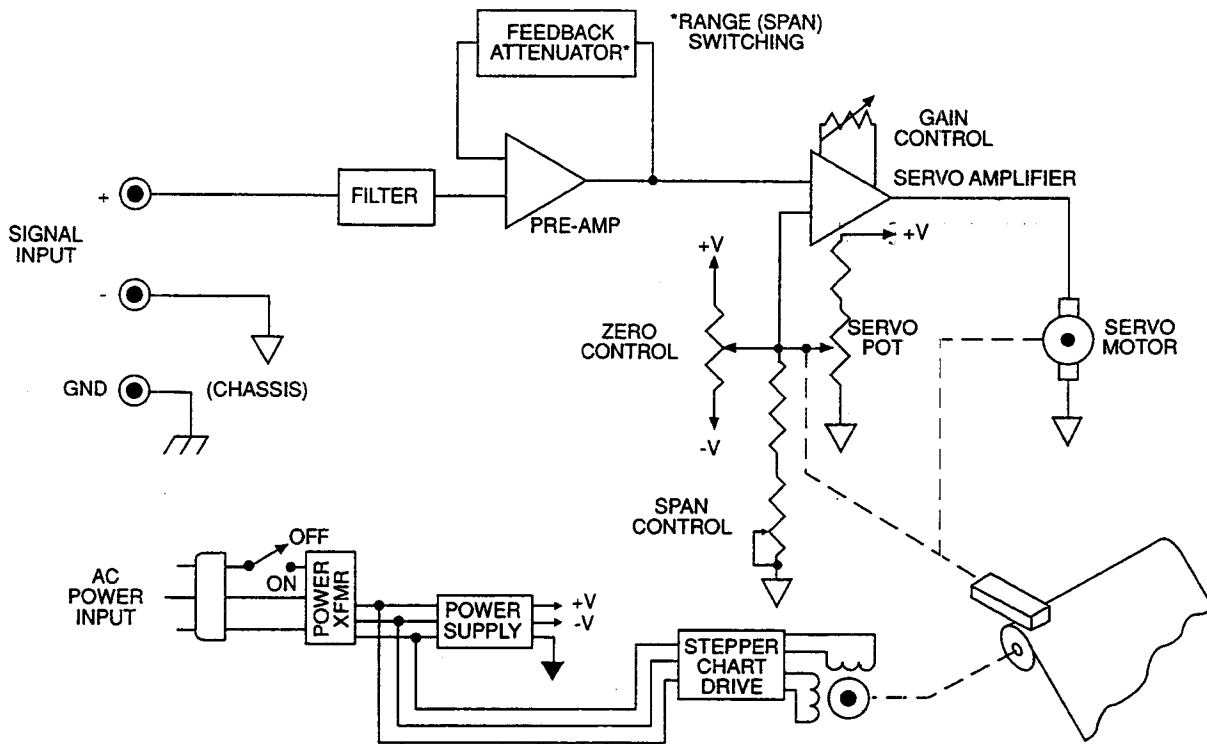 FEEDBACK
ATTENUATOR*
*RANGE (SPAN)
SWITCHING
GAIN
CONTROL
SERVO AMPLIFIER
+
FILTER
PRE-AMP
SIGNAL
INPUT
-
+V
+V
ZERO
CONTROL
SERVO
POT
SERVO
MOTOR
GND
(CHASSIS)
-V
SPAN
CONTROL
OFF
ON
AC
POWER
INPUT
POWER
XFMR
POWER
SUPPLY
+V
-V
STEPPER
CHART
DRIVE